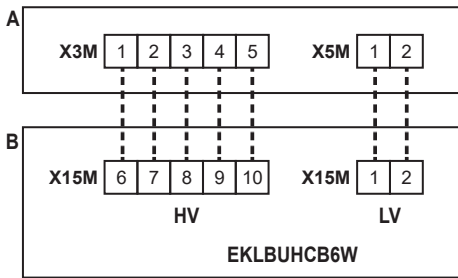 A
X3M 1 2 3 4 5 X5M 1 2
B
X15M 6 7 8 9 10 X15M 1 2
HV LV
EKLBUHCB6W